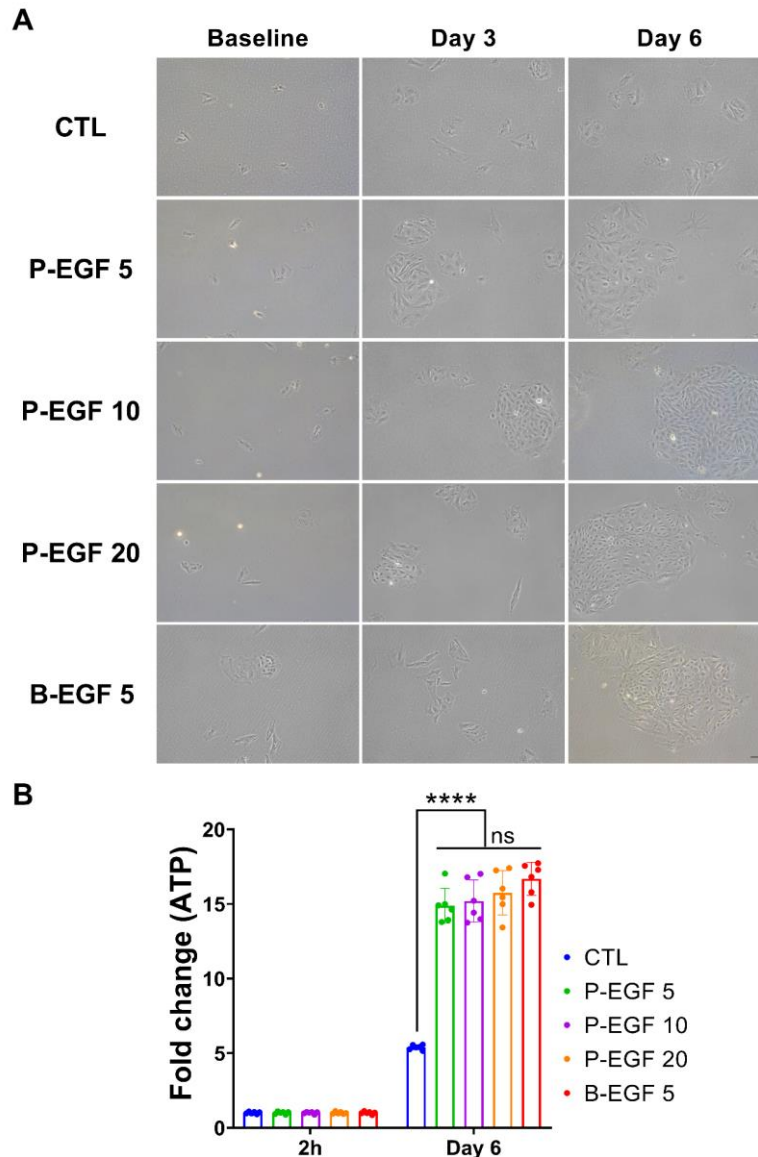 A
Baseline Day 3 Day 6
CTL
P-EGF 5
P-EGF 10
P-EGF 20
B-EGF 5
B
Fold change (ATP)
20
15
10
5
0
****
ns
2h Day 6
CTL
P-EGF 5
P-EGF 10
P-EGF 20
B-EGF 5